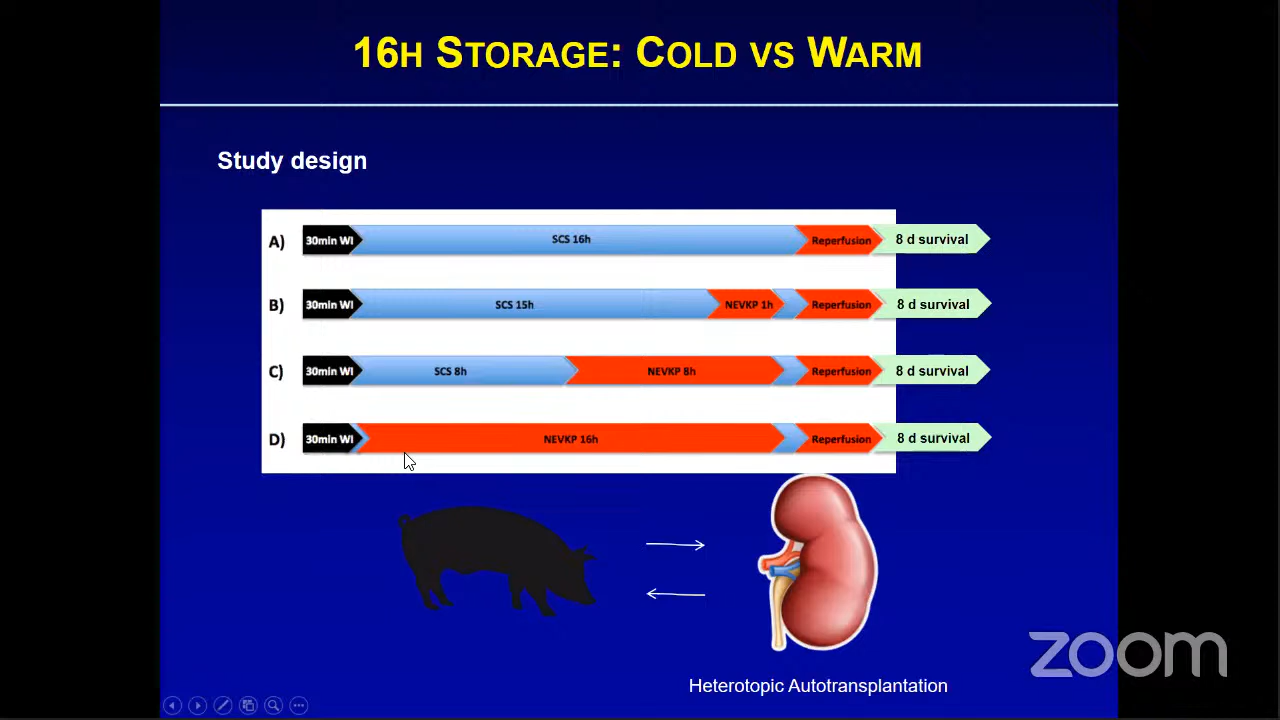 16H STORAGE: COLD VS WARM
Study design
A) 30min WI SCS 16h Reperfusion 8 d survival
B) 30min WI SCS 15h NEVKP 1h Reperfusion 8 d survival
C) 30min WI SCS 8h NEVKP 8h Reperfusion 8 d survival
D) 30min WI NEVKP 16h Reperfusion 8 d survival
zoom
Heterotopic Autotransplantation